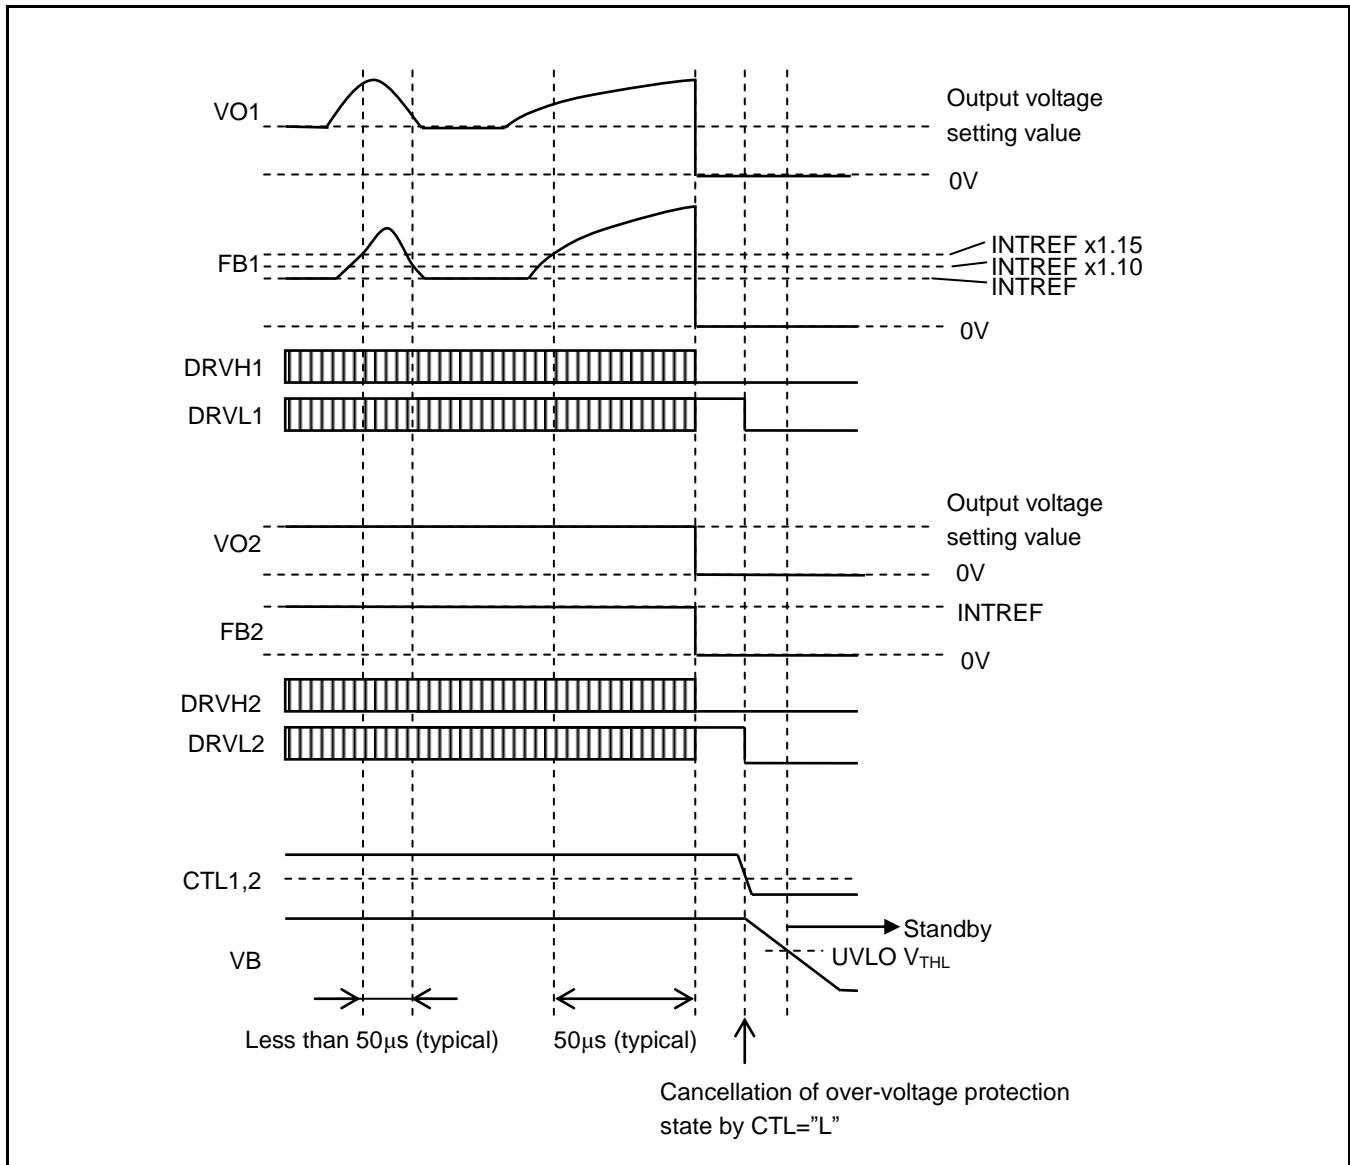 VO1
Output voltage
setting value
0V
FB1
INTREF x1.15
INTREF x1.10
INTREF
0V
DRVH1
DRVL1
VO2
Output voltage
setting value
0V
FB2
INTREF
0V
DRVH2
DRVL2
CTL1,2
VB
Standby
UVLO VTHL
Less than 50μs (typical)
50μs (typical)
Cancellation of over-voltage protection
state by CTL=”L”